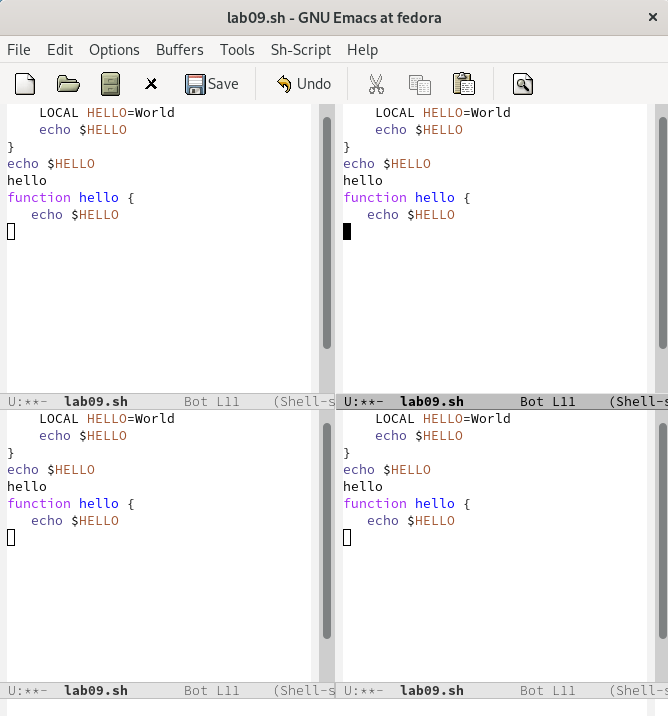 lab09.sh - GNU Emacs at fedora
File Edit Options Buffers Tools Sh-Script Help
Save Undo
LOCAL HELLO=World
echo $HELLO
}
echo $HELLO
hello
function hello {
echo $HELLO
U:**- lab09.sh Bot L11 (Shell-s
LOCAL HELLO=World
echo $HELLO
}
echo $HELLO
hello
function hello {
echo $HELLO
U:**- lab09.sh Bot L11 (Shell-s
LOCAL HELLO=World
echo $HELLO
}
echo $HELLO
hello
function hello {
echo $HELLO
U:**- lab09.sh Bot L11 (Shell-s
LOCAL HELLO=World
echo $HELLO
}
echo $HELLO
hello
function hello {
echo $HELLO
U:**- lab09.sh Bot L11 (Shell-s